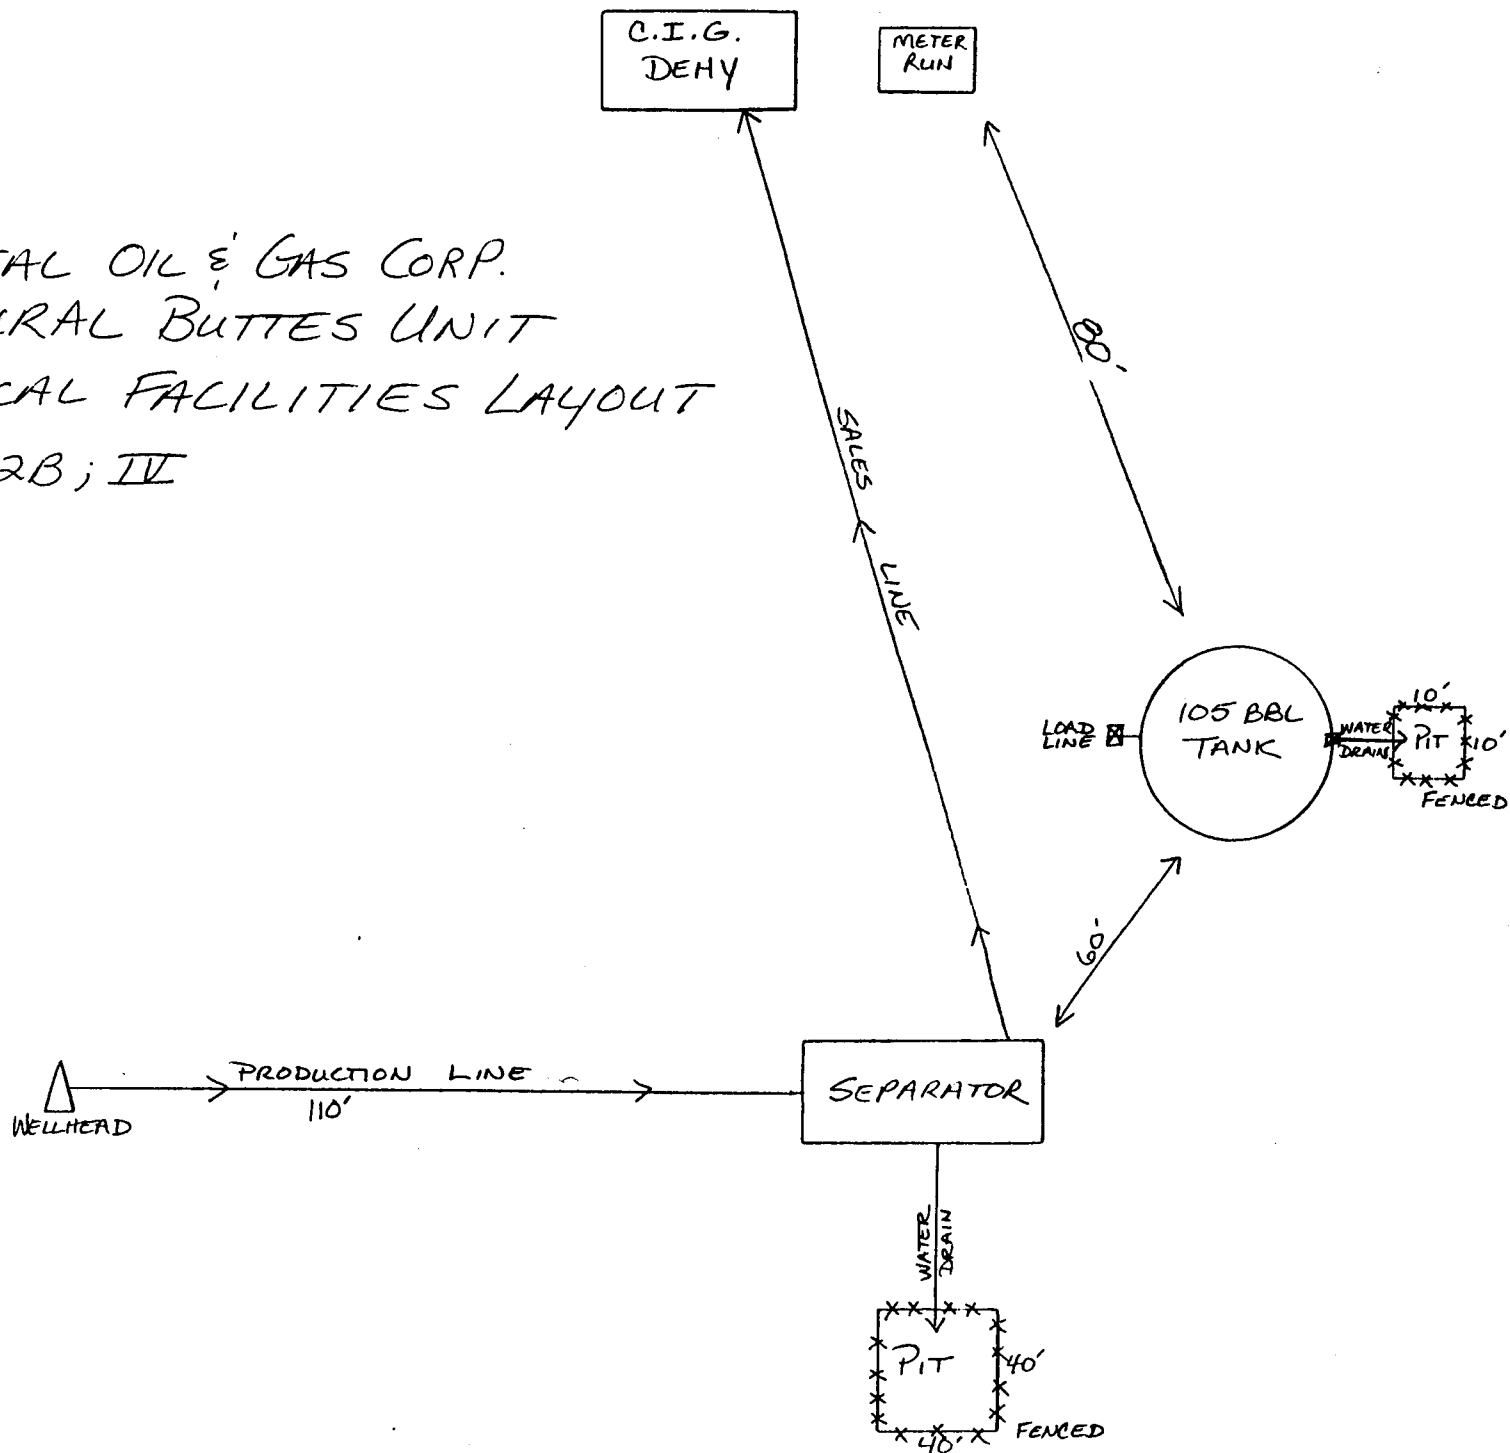 C.I.G.
DEHY
METER
RUN
TAL OIL & GAS CORP.
URAL BUTTES UNIT
CAL FACILITIES LAYOUT
2B; IV
80'
SALES LINE
LOAD
LINE
105 BBL
TANK
WATER
DRAIN
10'
PIT
10'
FENCED
60'
PRODUCTION LINE
110'
WELLHEAD
SEPARATOR
WATER
DRAIN
PIT
40'
40'
FENCED